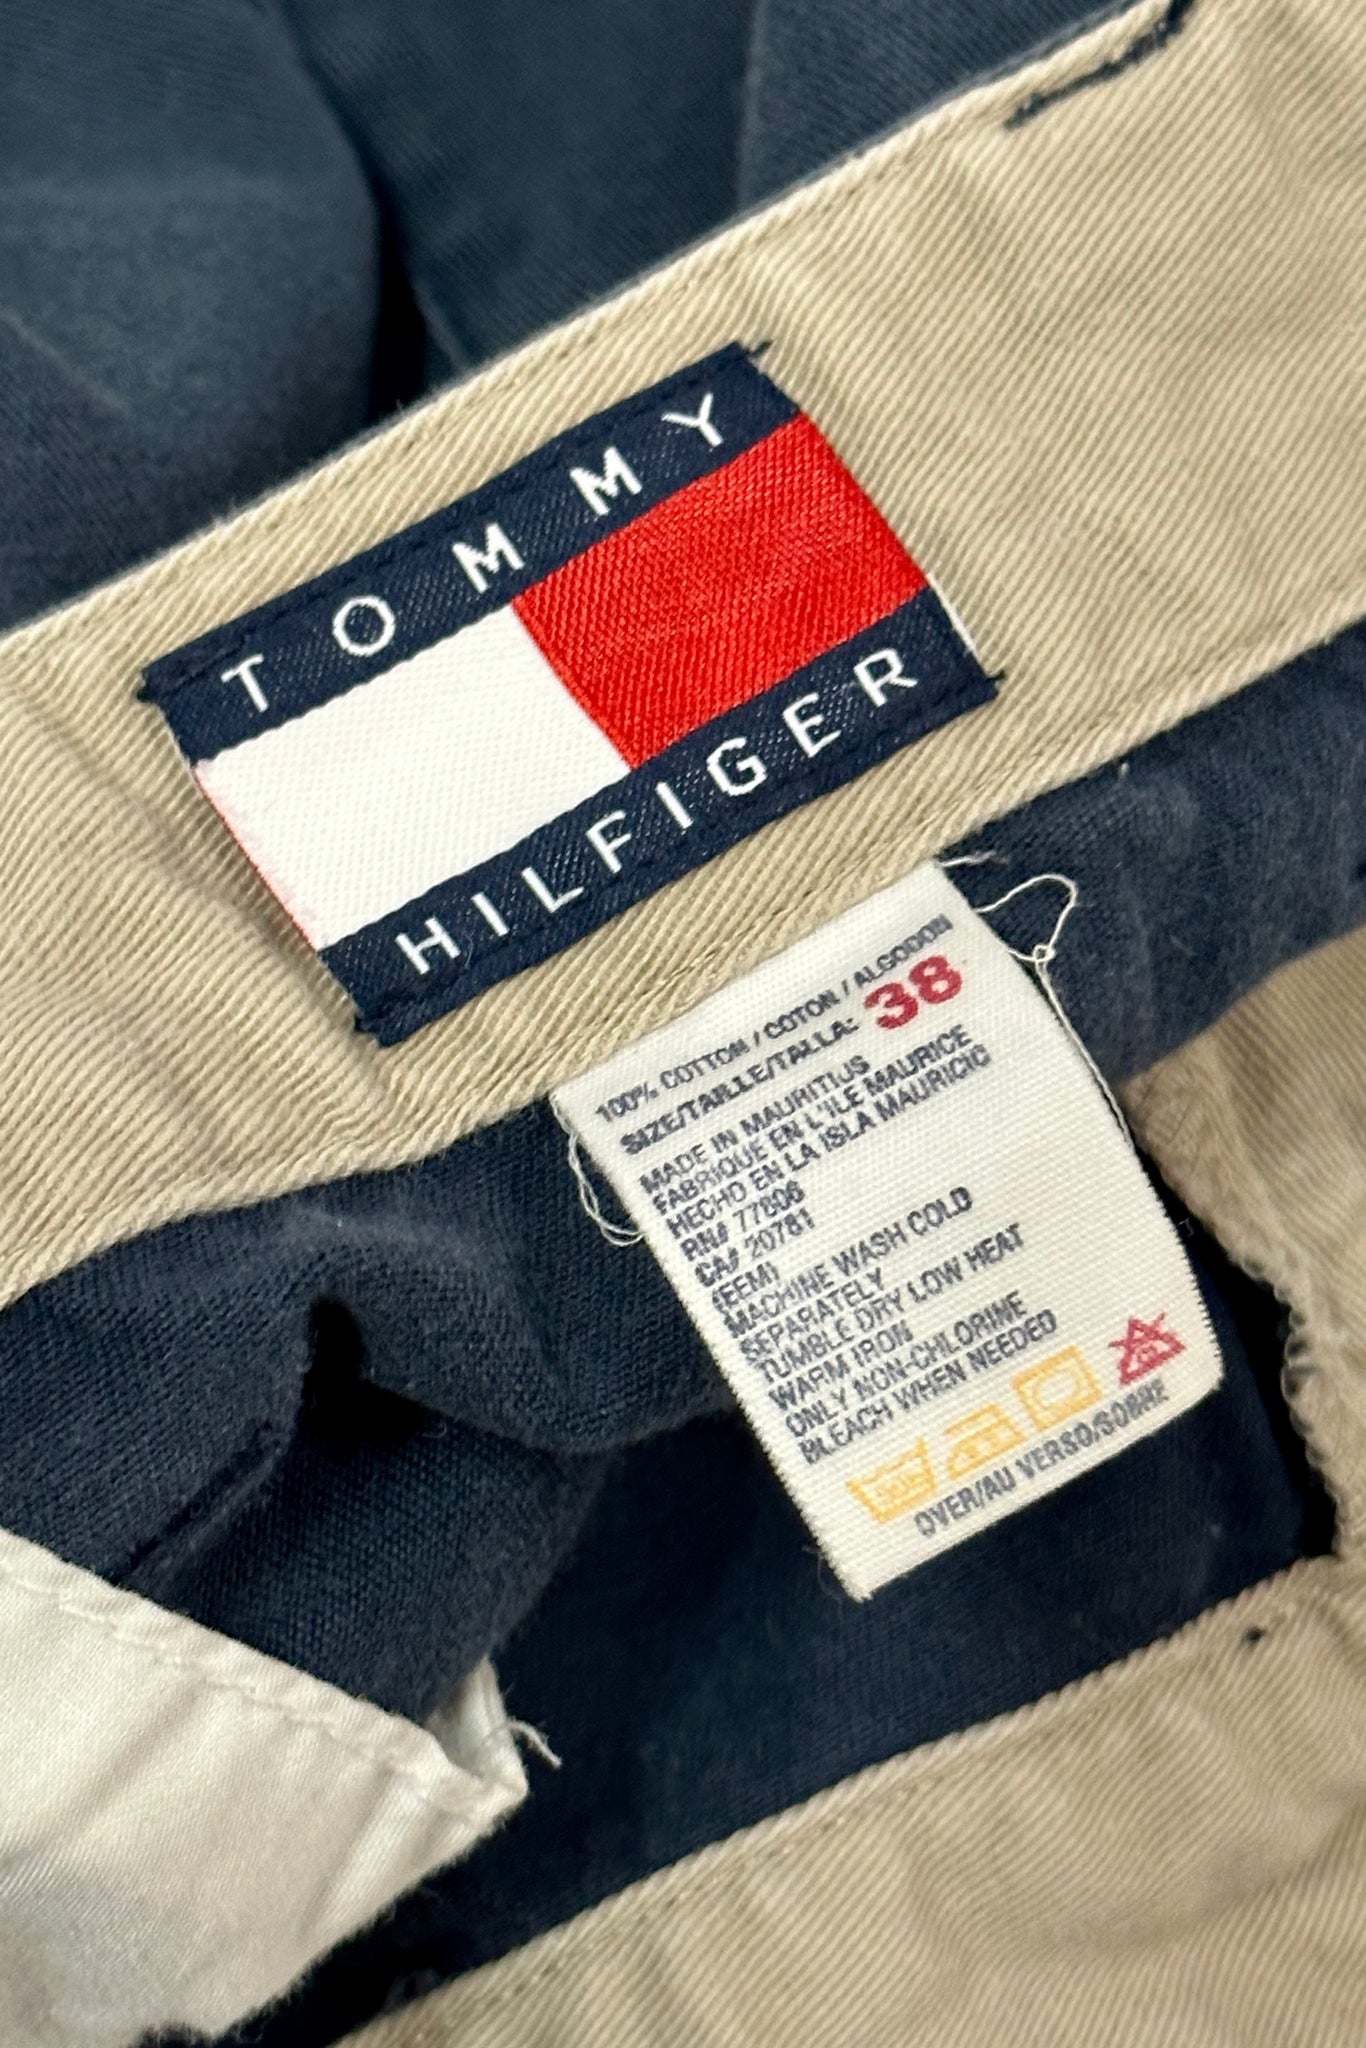 TOMMY
HILFIGER
100% COTTON / COTON / ALGODON
SIZE/TAILLE/TALLA: 38
MADE IN MAURITIUS
FABRIQUE EN L'ILE MAURICE
HECHO EN LA ISLA MAURICIO
RN# 77806
CA# 20781
(EEM)
MACHINE WASH COLD
SEPARATELY
TUMBLE DRY LOW HEAT
WARM IRON
ONLY NON-CHLORINE
BLEACH WHEN NEEDED
OVER/AU VERSO/SOBRE